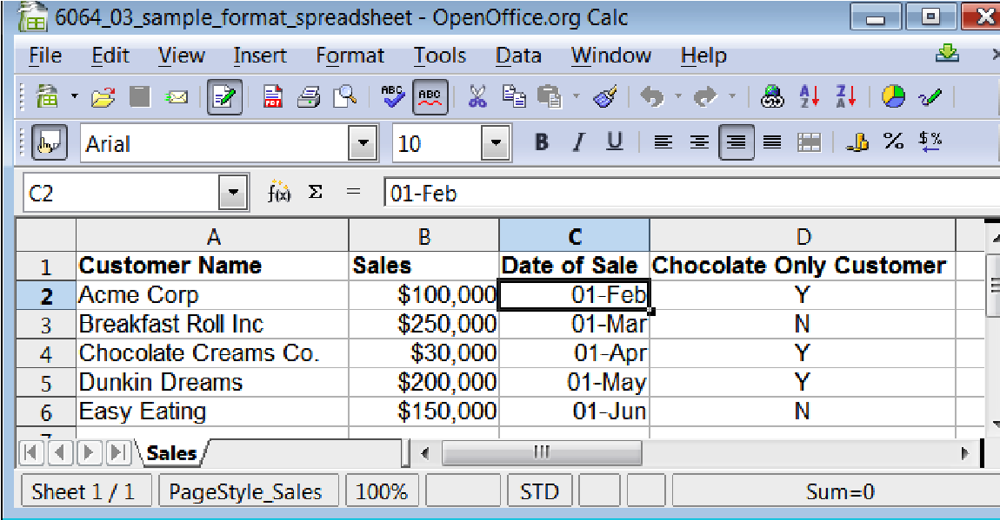 6064_03_sample_format_spreadsheet - OpenOffice.org Calc
File Edit View Insert Format Tools Data Window Help
Arial 10 B I U
C2 f(x) Σ = 01-Feb
A B C D
1 Customer Name Sales Date of Sale Chocolate Only Customer
2 Acme Corp $100,000 01-Feb Y
3 Breakfast Roll Inc $250,000 01-Mar N
4 Chocolate Creams Co. $30,000 01-Apr Y
5 Dunkin Dreams $200,000 01-May Y
6 Easy Eating $150,000 01-Jun N
Sales
Sheet 1 / 1 PageStyle_Sales 100% STD Sum=0